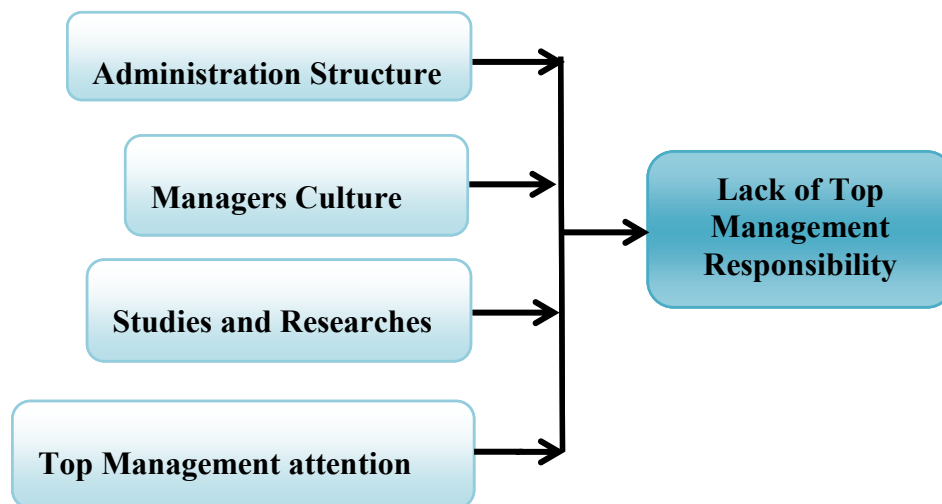 Administration Structure
Managers Culture
Studies and Researches
Top Management attention
Lack of Top
Management
Responsibility